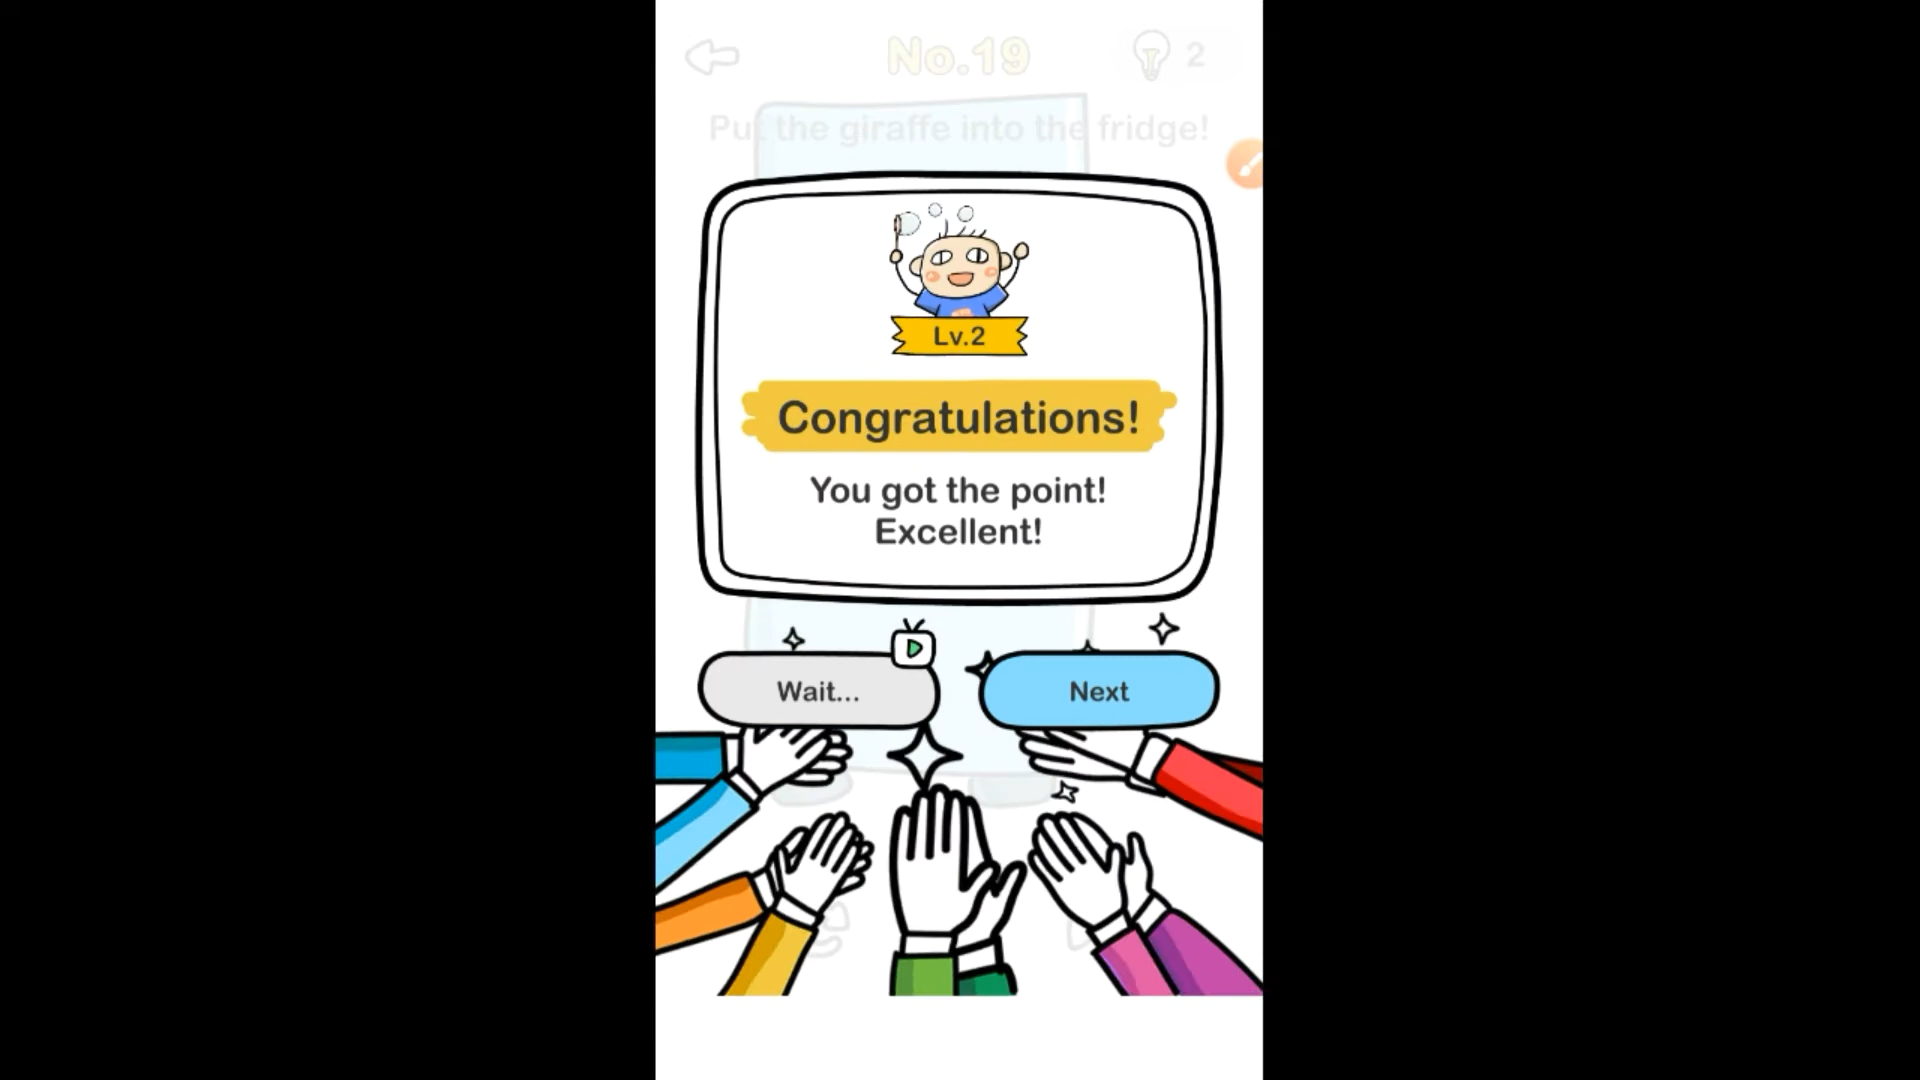 No.19
2
Put the giraffe into the fridge!
Lv.2
Congratulations!
You got the point!
Excellent!
Wait...
Next